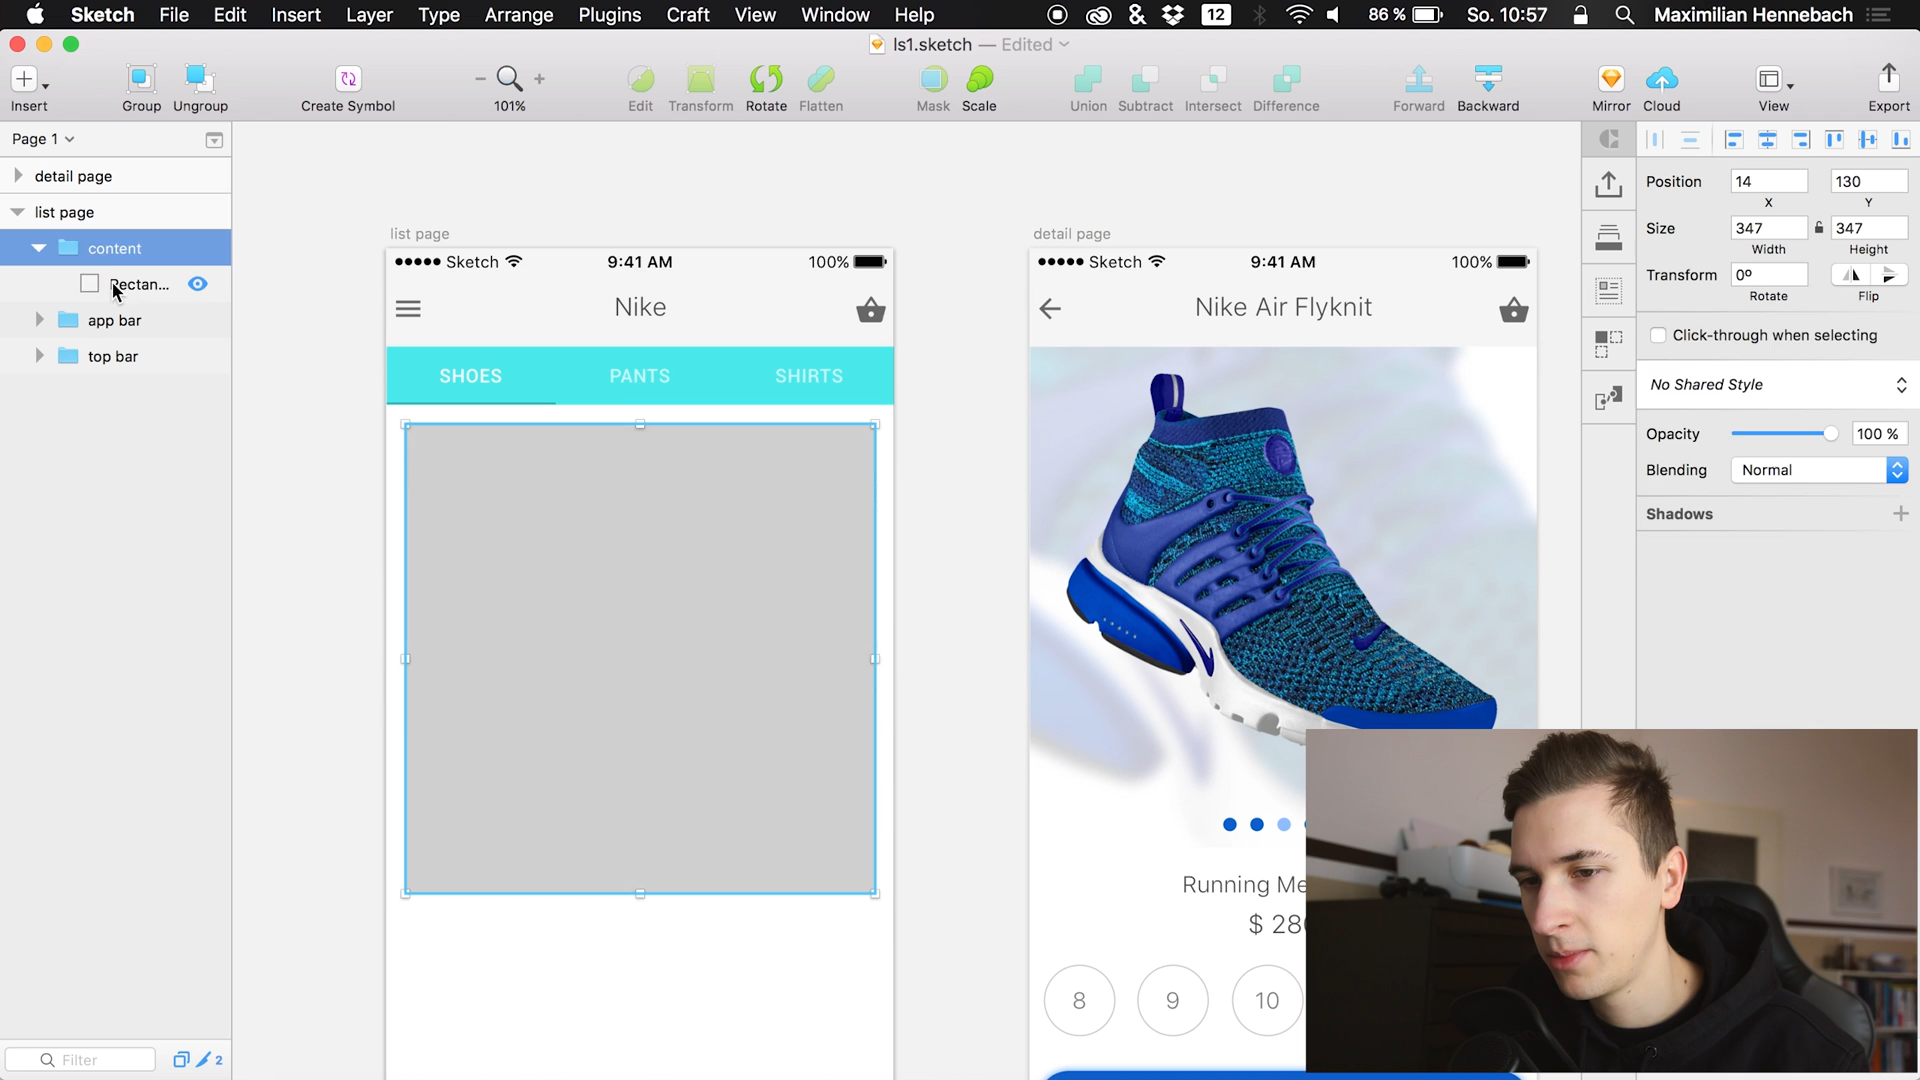 Sketch File Edit Insert Layer Type Arrange Plugins Craft View Window Help 12 86 % So. 10:57 Maximilian Hennebach
ls1.sketch — Edited
Insert Group Ungroup Create Symbol 101% Edit Transform Rotate Flatten Mask Scale Union Subtract Intersect Difference Forward Backward Mirror Cloud View Export
Page 1
detail page
list page
content
Rectan...
app bar
top bar
Filter
2
list page
Sketch 9:41 AM 100%
Nike
SHOES PANTS SHIRTS
detail page
Sketch 9:41 AM 100%
Nike Air Flyknit
Running Me
$ 28
8 9 10
Position 14 130
X Y
Size 347 347
Width Height
Transform 0º
Rotate Flip
Click-through when selecting
No Shared Style
Opacity 100 %
Blending Normal
Shadows